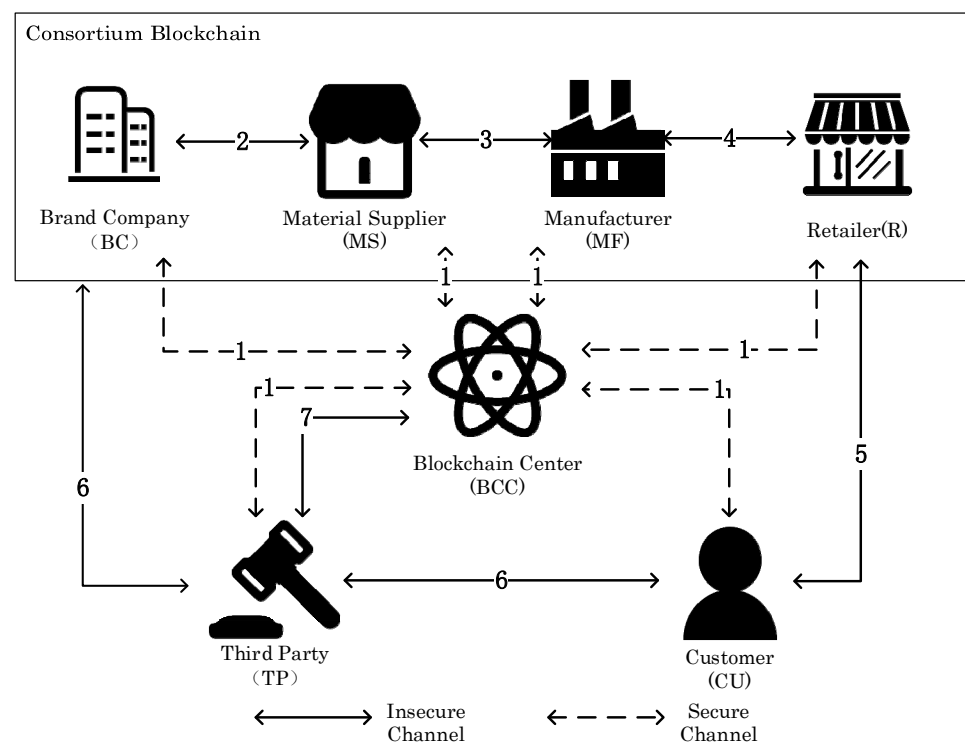 Consortium Blockchain
2
3
4
Brand Company
（BC）
Material Supplier
(MS)
Manufacturer
(MF)
Retailer(R)
1
1
1
1
1
1
7
Blockchain Center
(BCC)
6
5
6
Third Party
（TP）
Customer
(CU)
Insecure
Channel
Secure
Channel